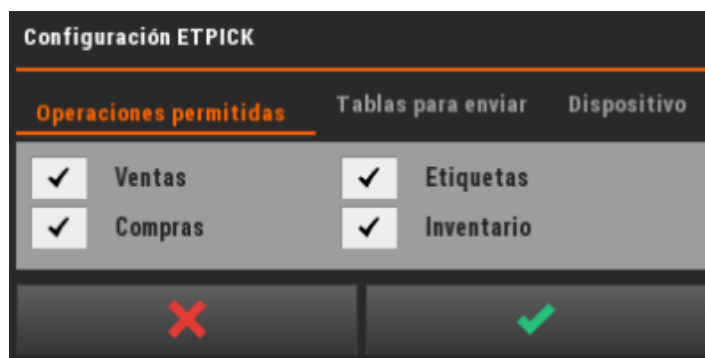 Configuración ETPICK
Operaciones permitidas Tablas para enviar Dispositivo
Ventas Etiquetas
Compras Inventario